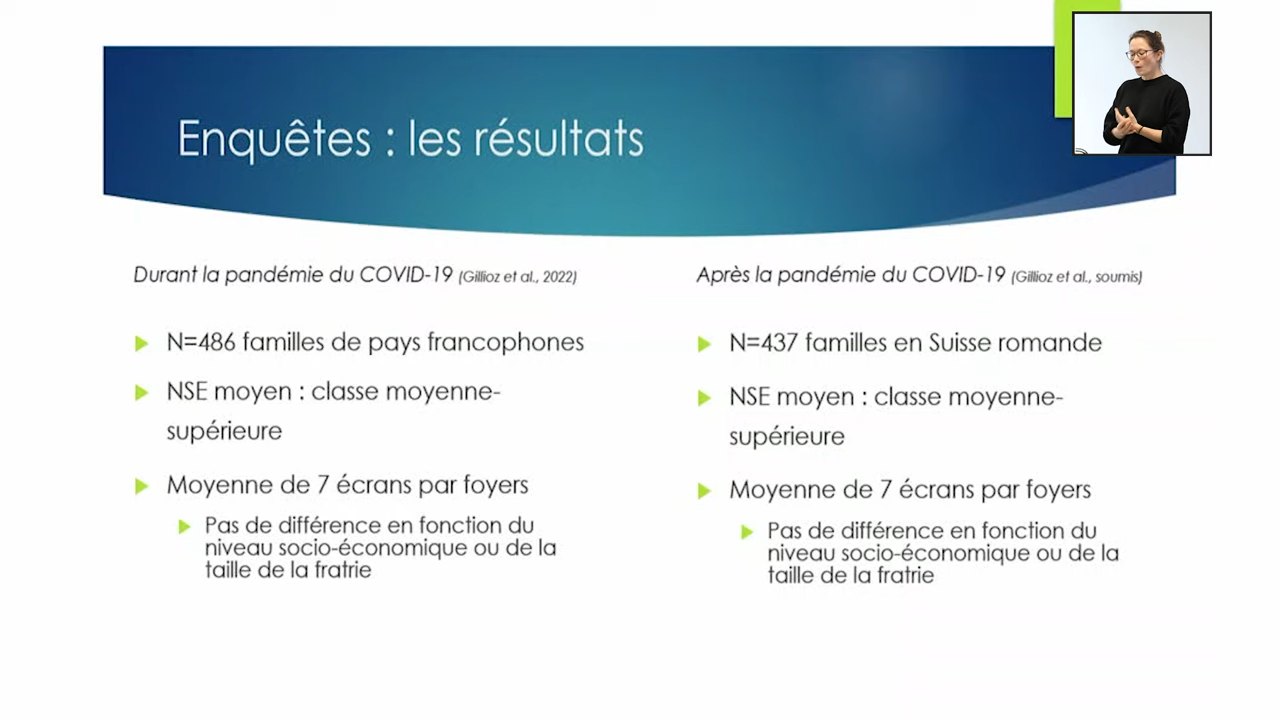 Enquêtes : les résultats
Durant la pandémie du COVID-19 (Gillioz et al., 2022)
N=486 familles de pays francophones
NSE moyen : classe moyenne-
supérieure
Moyenne de 7 écrans par foyers
Pas de différence en fonction du
niveau socio-économique ou de la
taille de la fratrie
Après la pandémie du COVID-19 (Gillioz et al., soumis)
N=437 familles en Suisse romande
NSE moyen : classe moyenne-
supérieure
Moyenne de 7 écrans par foyers
Pas de différence en fonction du
niveau socio-économique ou de la
taille de la fratrie